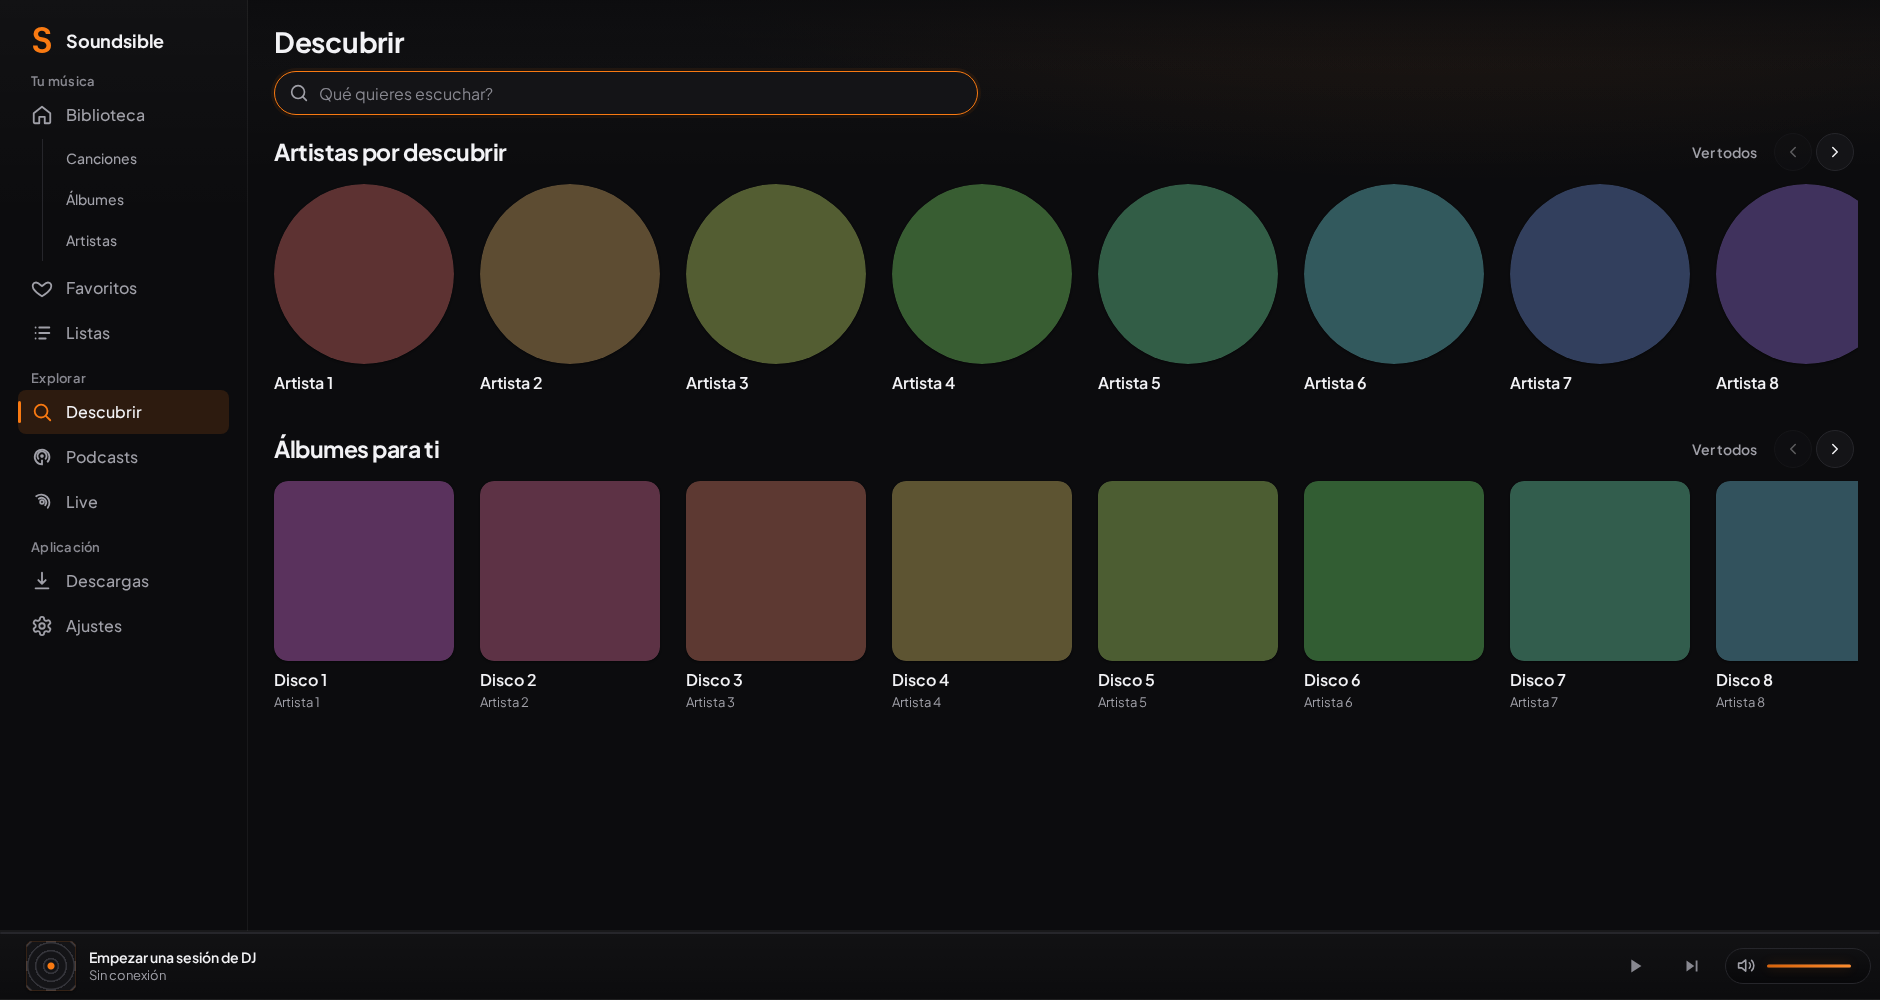 Soundsible
Tu música
Biblioteca
Canciones
Álbumes
Artistas
Favoritos
Listas
Explorar
Descubrir
Podcasts
Live
Aplicación
Descargas
Ajustes
Descubrir
Qué quieres escuchar?
Artistas por descubrir
Ver todos
Artista 1
Artista 2
Artista 3
Artista 4
Artista 5
Artista 6
Artista 7
Artista 8
Álbumes para ti
Ver todos
Disco 1
Artista 1
Disco 2
Artista 2
Disco 3
Artista 3
Disco 4
Artista 4
Disco 5
Artista 5
Disco 6
Artista 6
Disco 7
Artista 7
Disco 8
Artista 8
Empezar una sesión de DJ
Sin conexión